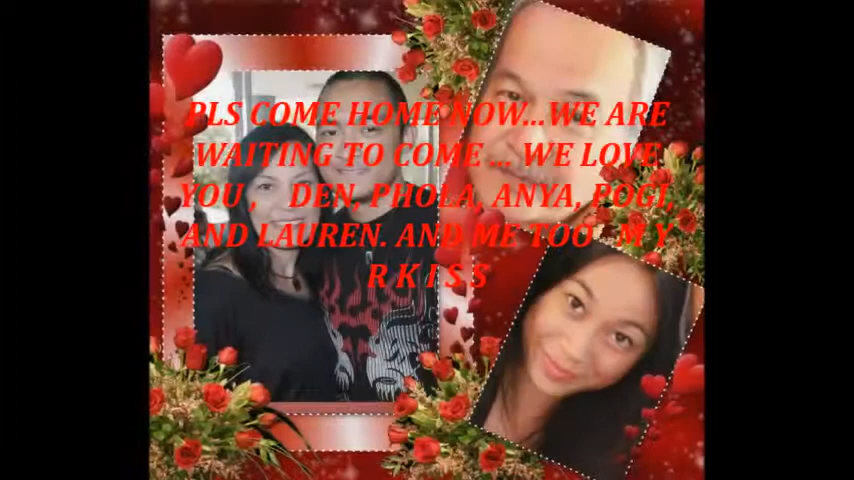 PLS COME HOME NOW...WE ARE
WAITING TO COME ... WE LOVE
YOU , DEN, PHOLA, ANYA, POGI,
AND LAUREN. AND ME TOO M Y
R K I S S